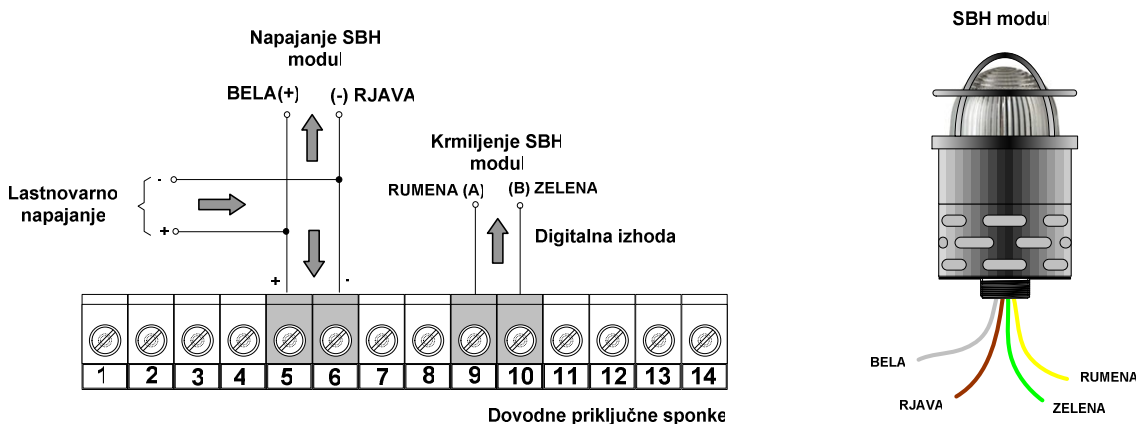 Napajanje SBH
modul
BELA(+)
(-) RJAVA
Krmiljenje SBH
modul
RUMENA (A)
(B) ZELENA
Lastnovarno
napajanje
-
+
Digitalna izhoda
+
-
1 2 3 4 5 6 7 8 9 10 11 12 13 14
Dovodne priključne sponke
SBH modul
BELA
RJAVA
RUMENA
ZELENA